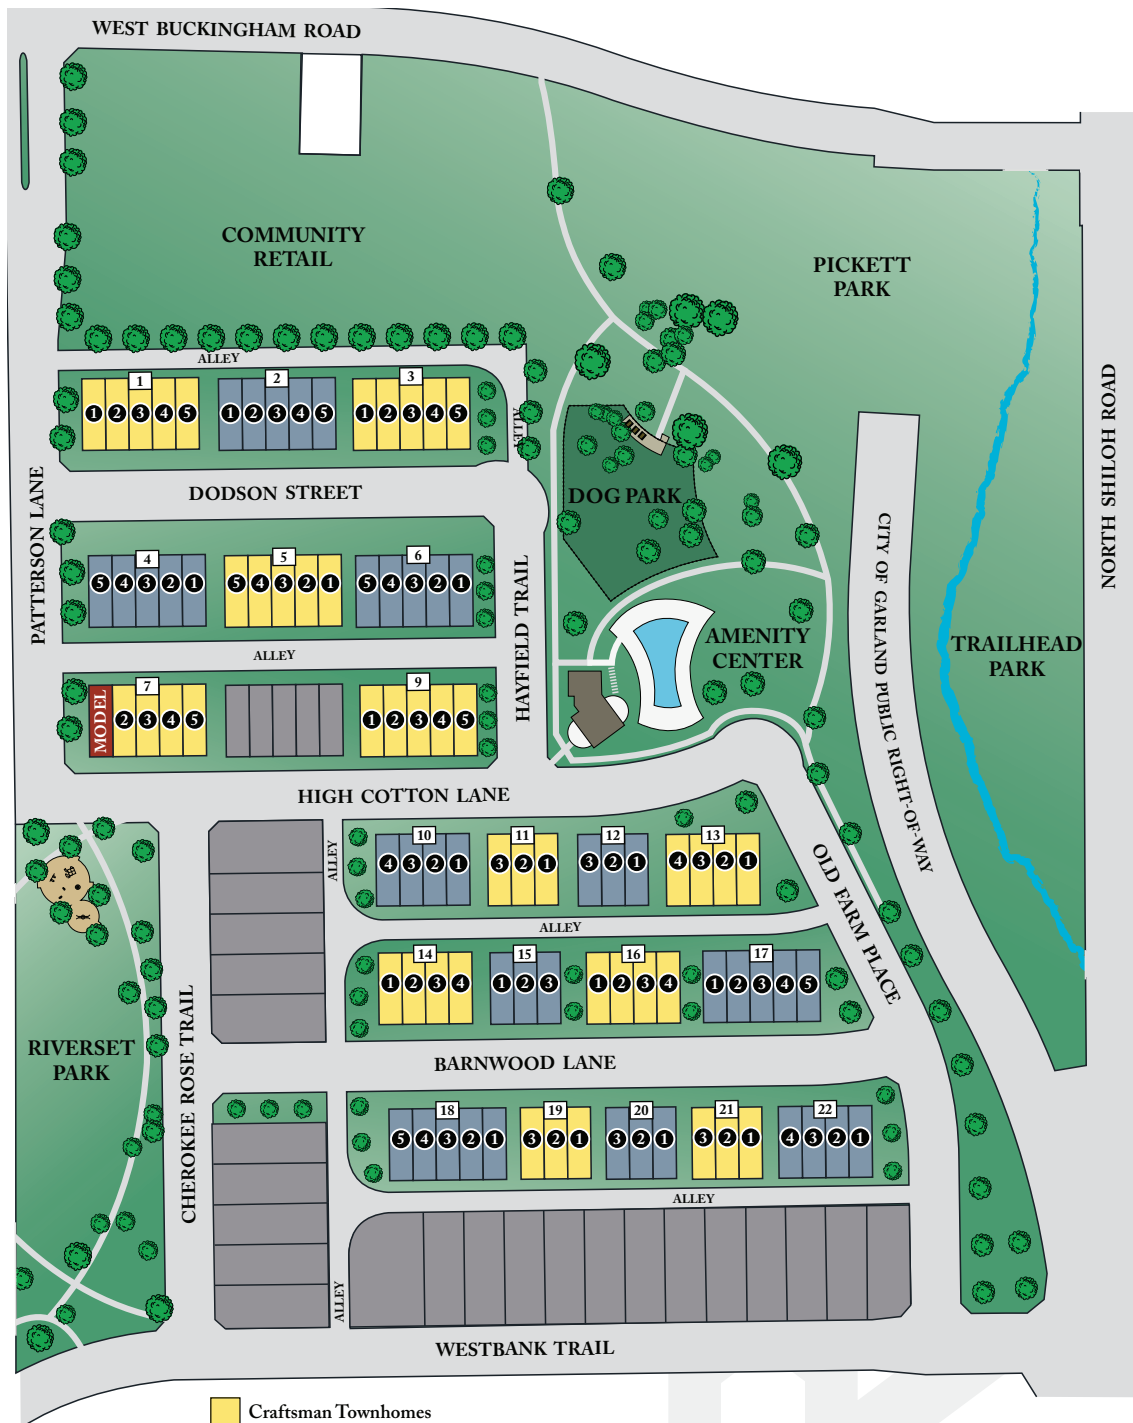 WEST BUCKINGHAM ROAD
COMMUNITY
RETAIL
PICKETT
PARK
ALLEY
1
2
3
1 2 3 4 5
1 2 3 4 5
1 2 3 4 5
ALLEY
DODSON STREET
DOG PARK
PATTERSON LANE
NORTH SHILOH ROAD
CITY OF GARLAND PUBLIC RIGHT-OF-WAY
4
5
6
5 4 3 2 1
5 4 3 2 1
5 4 3 2 1
HAYFIELD TRAIL
AMENITY
CENTER
TRAILHEAD
PARK
ALLEY
7
9
MODEL
2 3 4 5
1 2 3 4 5
HIGH COTTON LANE
ALLEY
10
11
12
13
4 3 2 1
3 2 1
3 2 1
4 3 2 1
OLD FARM PLACE
ALLEY
14
15
16
17
1 2 3 4
1 2 3
1 2 3 4
1 2 3 4 5
RIVERSET
PARK
CHEROKEE ROSE TRAIL
BARNWOOD LANE
18
19
20
21
22
5 4 3 2 1
3 2 1
3 2 1
3 2 1
4 3 2 1
ALLEY
ALLEY
WESTBANK TRAIL
Craftsman Townhomes